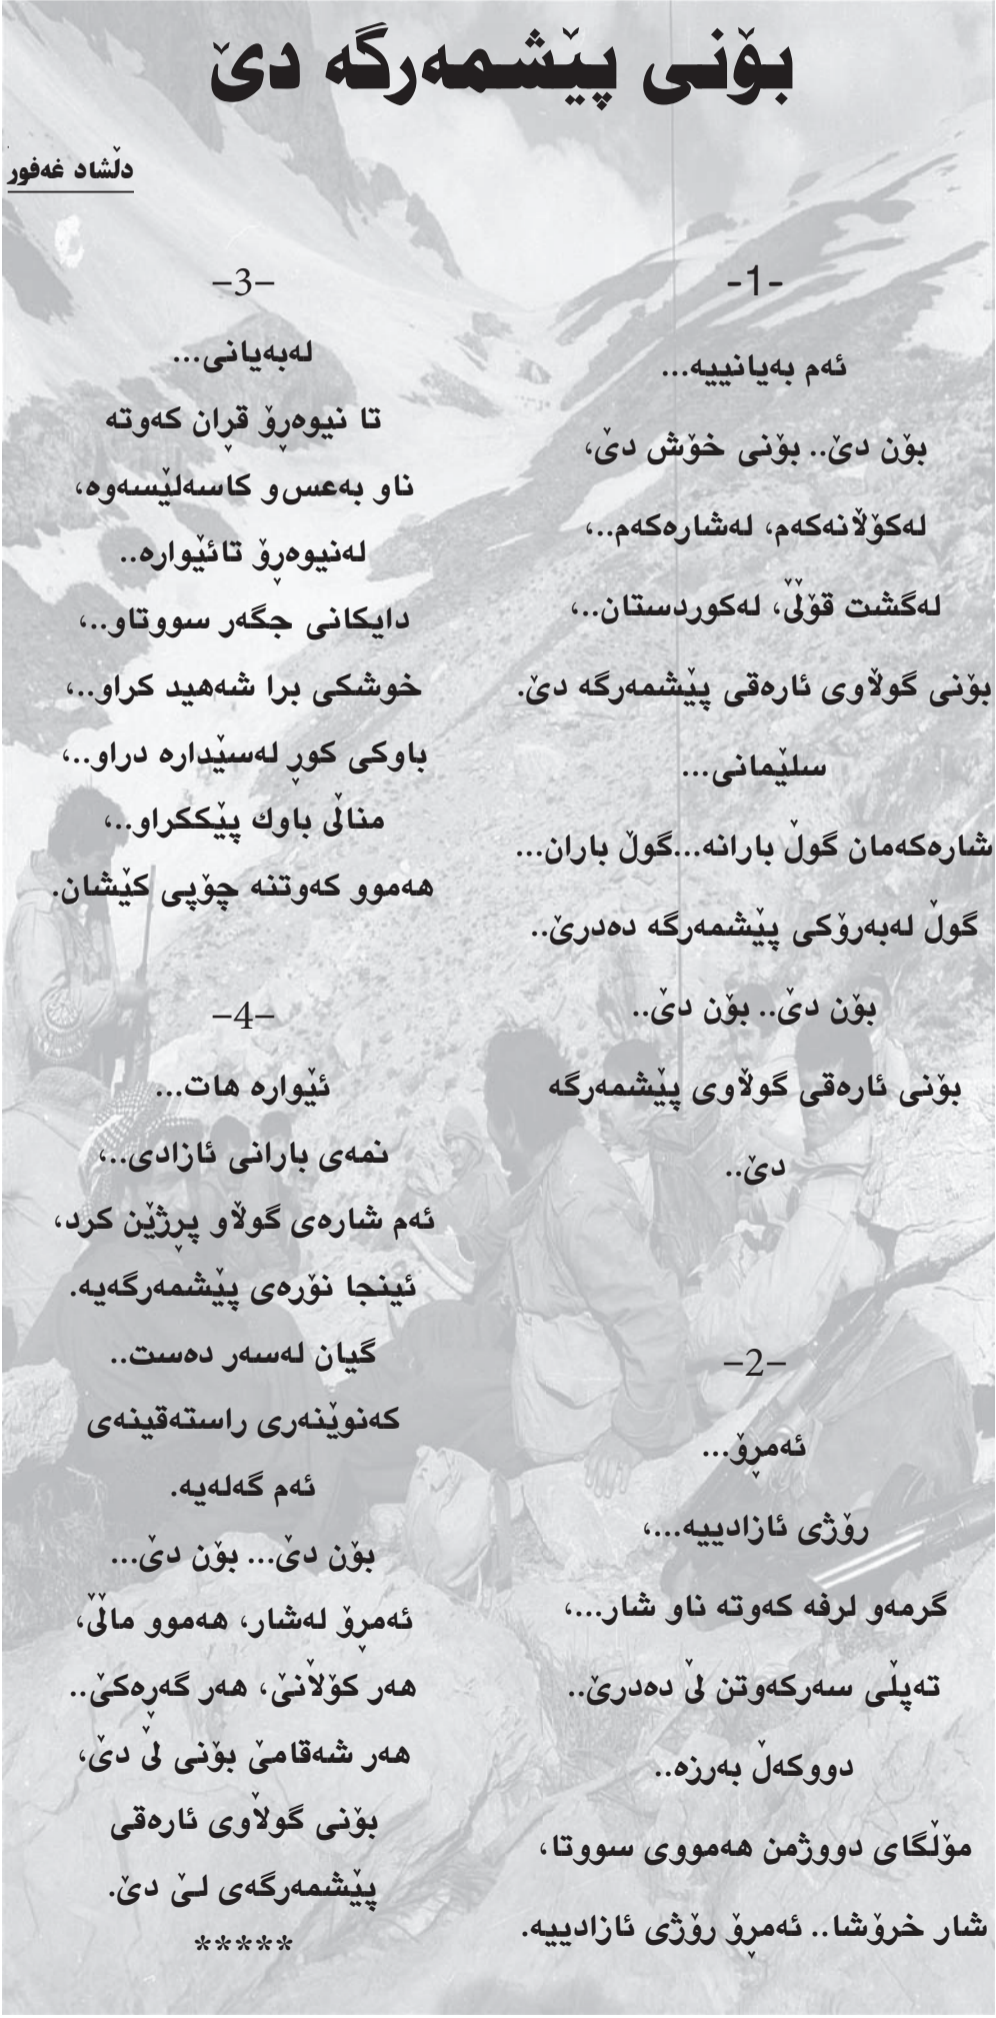 بۆنی پێشمەرگە دێ
دڵشاد غەفور
-1-
ئەم بەیانییە...
بۆن دێ.. بۆنی خۆش دێ،
لەکۆڵانەکەم، لەشارەکەم..،
لەگشت قۆڵێ، لەکوردستان..،
بۆنی گوڵاوی ئارەقی پێشمەرگە دێ.
سلێمانی...
شارەکەمان گوڵ بارانە...گوڵ باران...
گوڵ لەبەرۆکی پێشمەرگە دەدرێ..
بۆن دێ.. بۆن دێ..
بۆنی ئارەقی گوڵاوی پێشمەرگە
دێ..
-2-
ئەمڕۆ...
رۆژی ئازادییە...،
گرمەو لرفە کەوتە ناو شار...،
تەپڵی سەرکەوتن لێ دەدرێ..
دووکەڵ بەرزە..
مۆڵگای دووژمن هەمووی سووتا،
شار خرۆشا.. ئەمڕۆ رۆژی ئازادییە.
-3-
لەبەیانی...
تا نیوەڕۆ قڕان کەوتە
ناو بەعس‌و کاسەلێسەوە،
لەنیوەڕۆ تائێوارە..
دایکانی جگەر سووتاو..،
خوشکی برا شەهید کراو..،
باوکی کوڕ لەسێدارە دراو..،
مناڵی باوك پێککراو..،
هەموو کەوتنە چۆپی کێشان.
-4-
ئێوارە هات...
نمەی بارانی ئازادی..،
ئەم شارەی گوڵاو پڕژێن کرد،
ئینجا نۆرەی پێشمەرگەیە.
گیان لەسەر دەست..
کەنوێنەری راستەقینەی
ئەم گەلەیە.
بۆن دێ... بۆن دێ...
ئەمڕۆ لەشار، هەموو ماڵێ،
هەر کۆڵانێ، هەر گەڕەکێ..
هەر شەقامێ بۆنی لێ دێ،
بۆنی گوڵاوی ئارەقی
پێشمەرگەی لـێ دێ.
*****